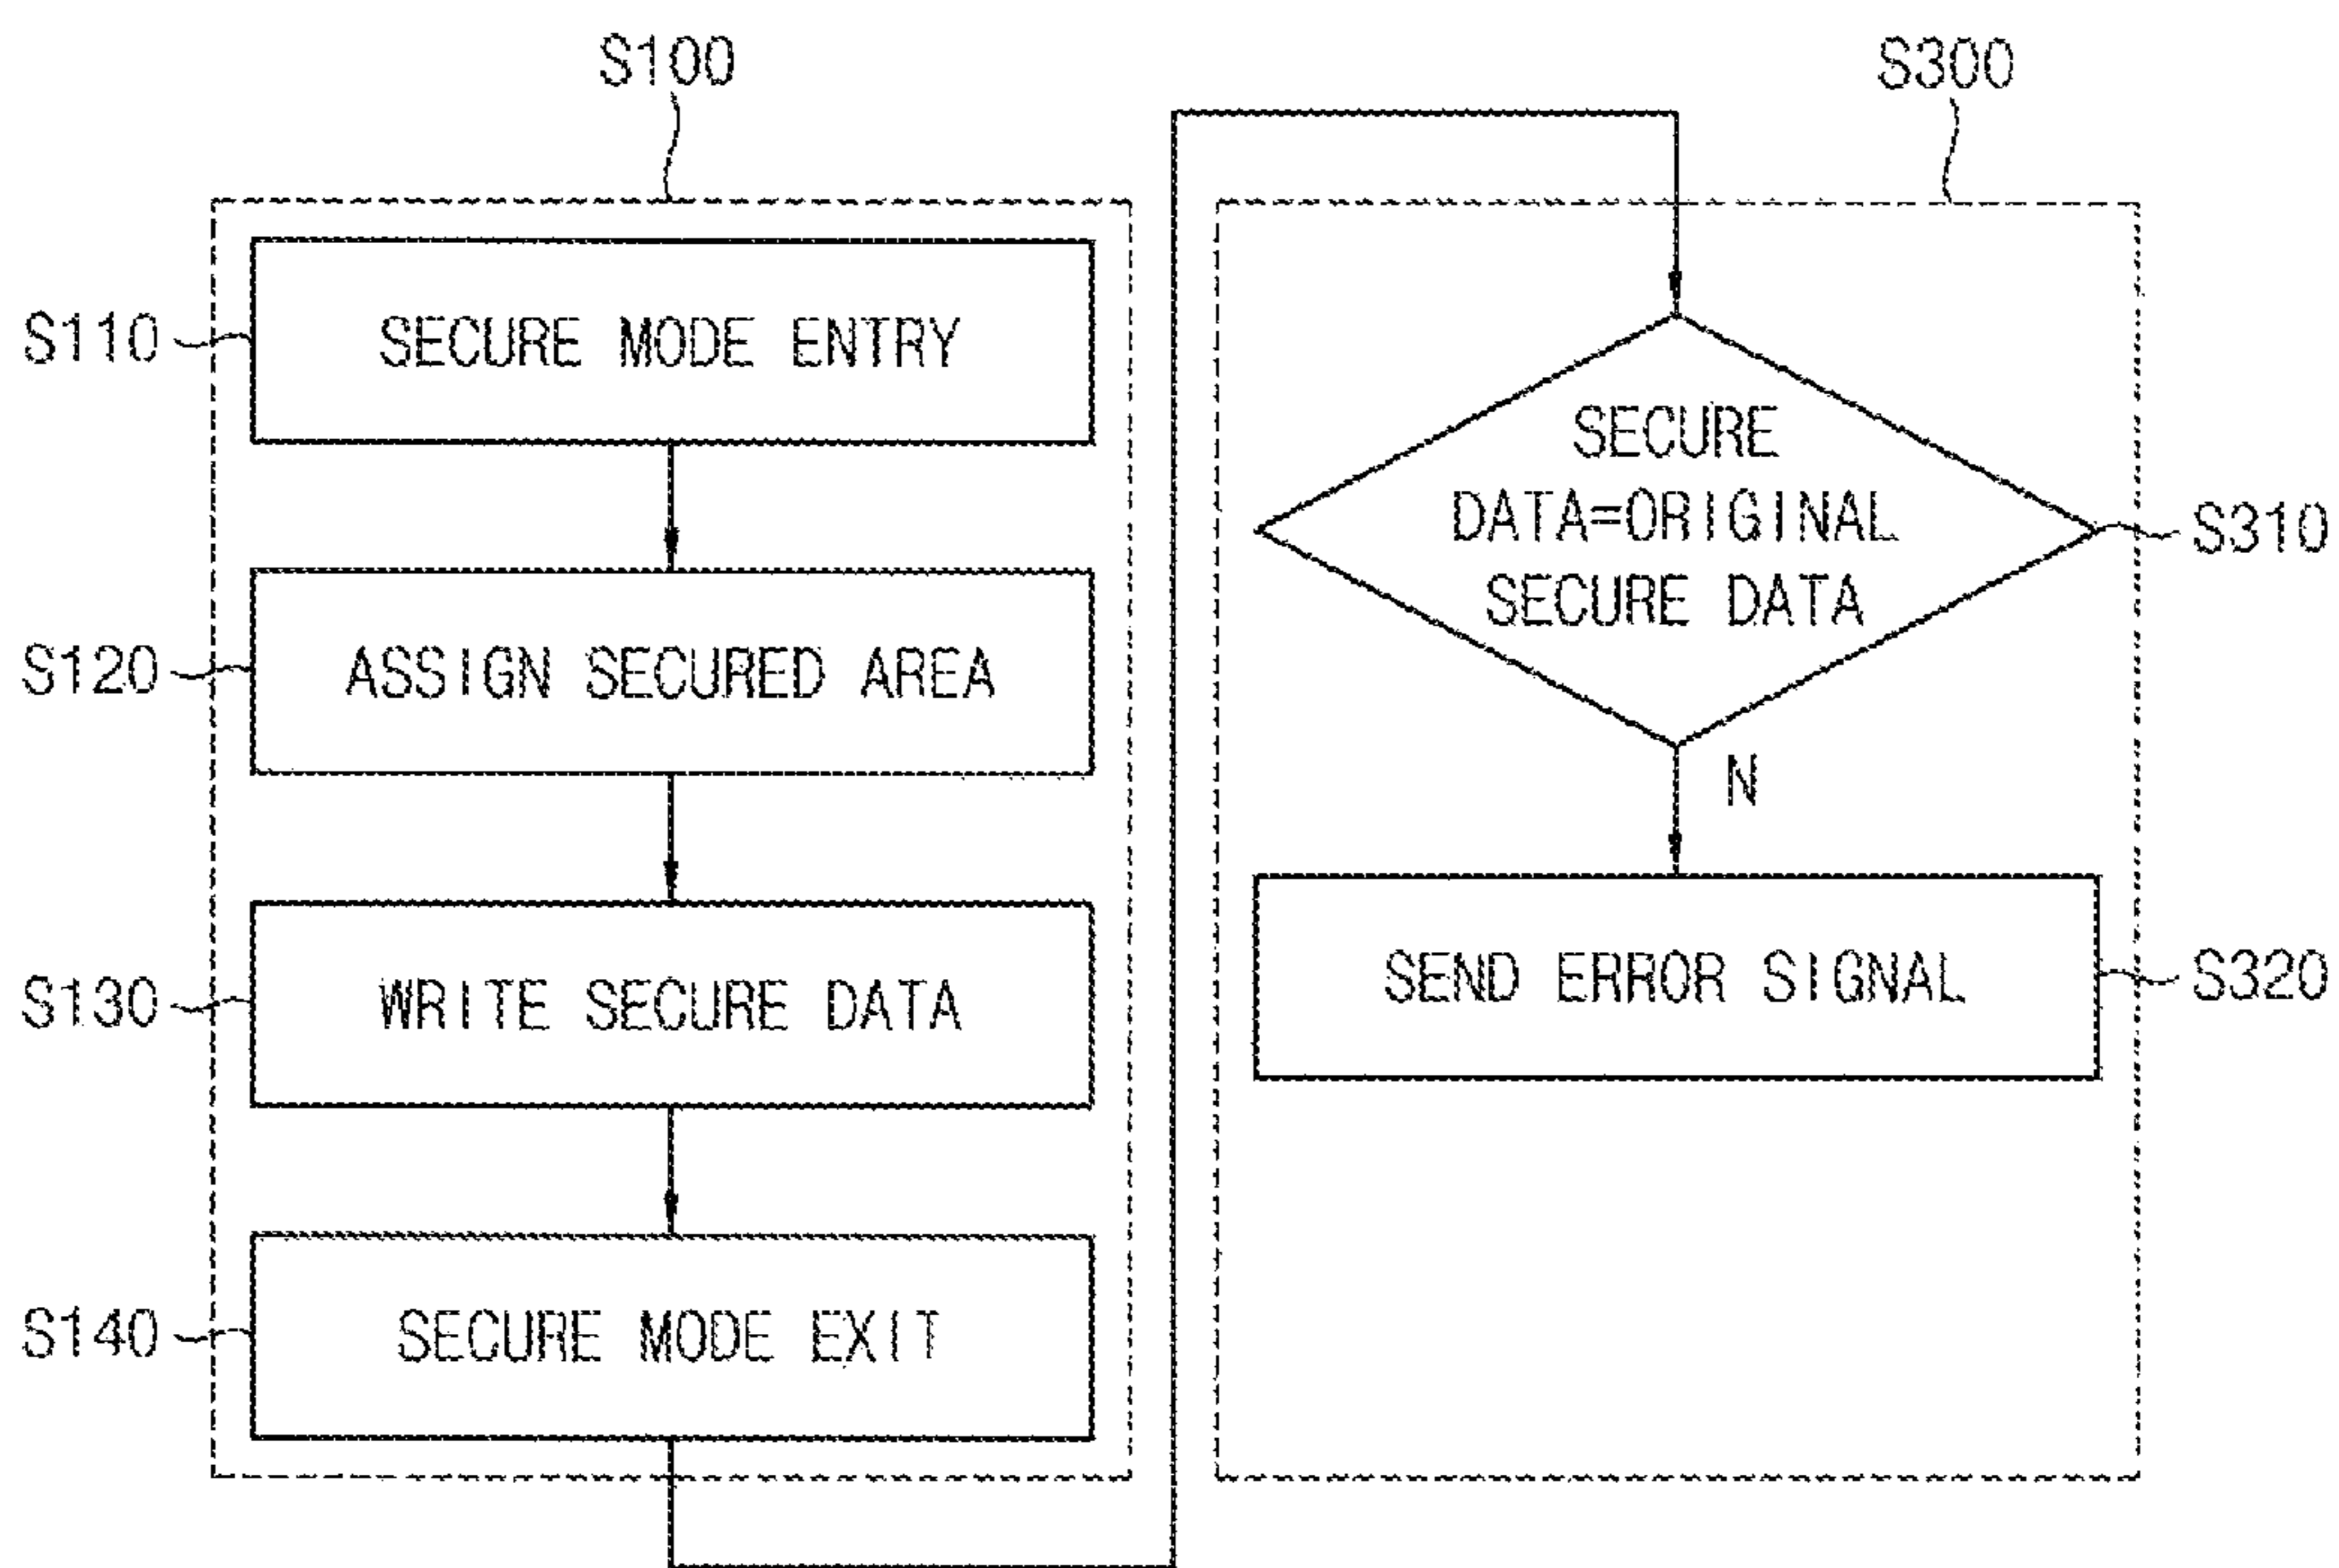 S100
S110
SECURE MODE ENTRY
S120
ASSIGN SECURED AREA
S130
WRITE SECURE DATA
S140
SECURE MODE EXIT
S300
SECURE
DATA=ORIGINAL
SECURE DATA
S310
N
SEND ERROR SIGNAL
S320